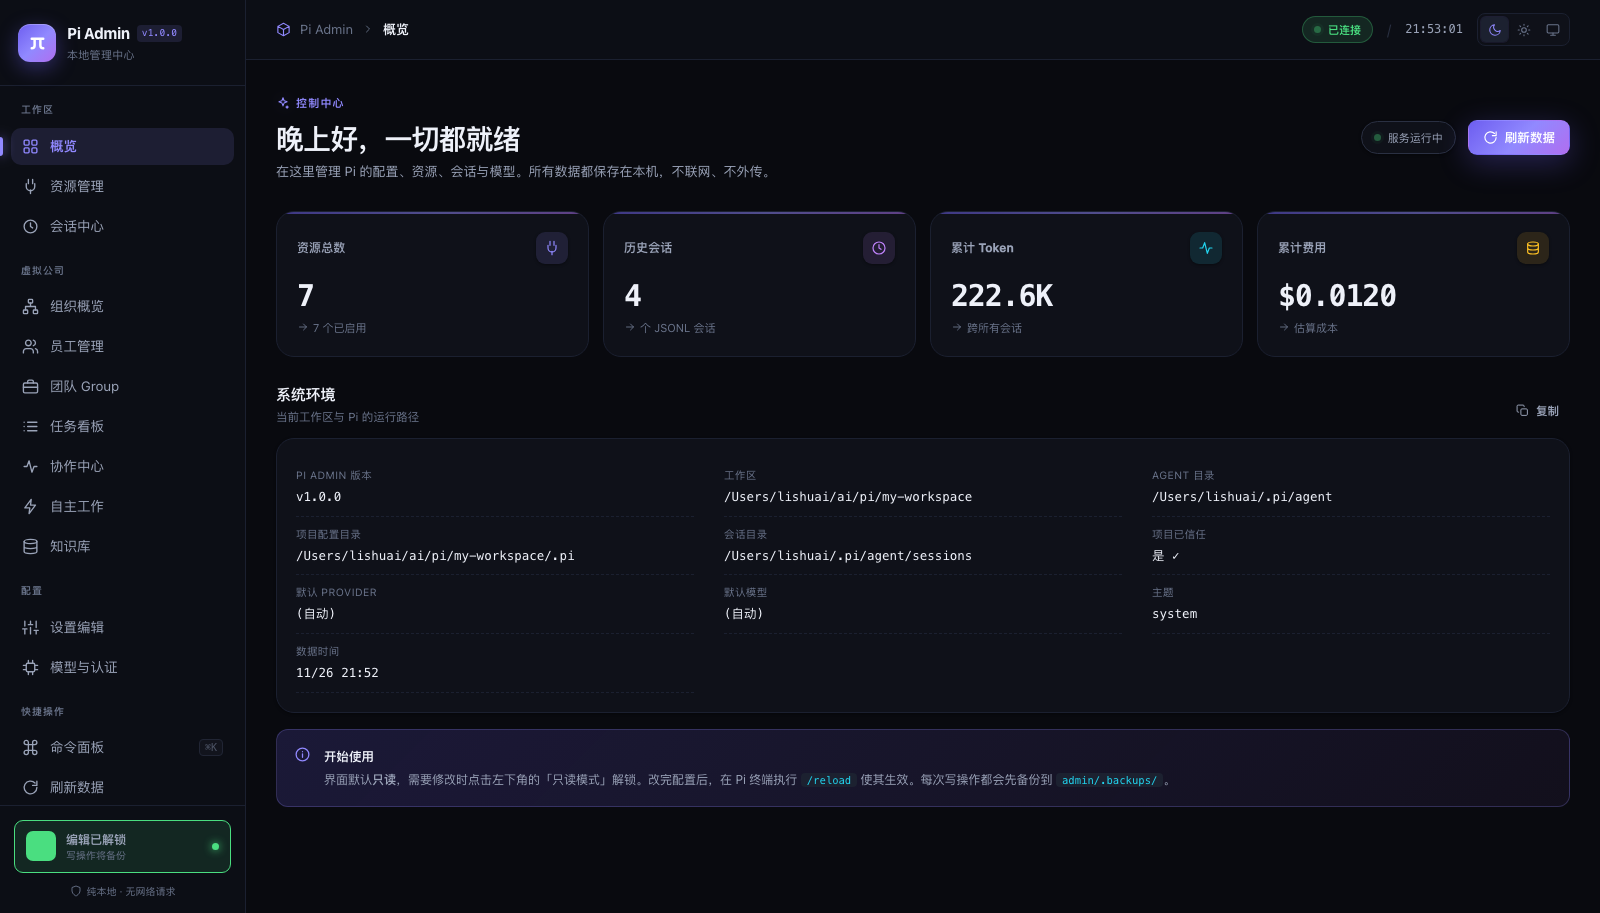 π
Pi Admin v1.0.0
本地管理中心
工作区
概览
资源管理
会话中心
虚拟公司
组织概览
员工管理
团队 Group
任务看板
协作中心
自主工作
知识库
配置
设置编辑
模型与认证
快捷操作
命令面板 ⌘K
刷新数据
编辑已解锁
写操作将备份
纯本地 · 无网络请求
Pi Admin > 概览
已连接 / 21:53:01
控制中心
晚上好，一切都就绪
在这里管理 Pi 的配置、资源、会话与模型。所有数据都保存在本机，不联网、不外传。
服务运行中
刷新数据
资源总数
7
→ 7 个已启用
历史会话
4
→ 个 JSONL 会话
累计 Token
222.6K
→ 跨所有会话
累计费用
$0.0120
→ 估算成本
系统环境
当前工作区与 Pi 的运行路径
复制
PI ADMIN 版本
v1.0.0
工作区
/Users/lishuai/ai/pi/my-workspace
AGENT 目录
/Users/lishuai/.pi/agent
项目配置目录
/Users/lishuai/ai/pi/my-workspace/.pi
会话目录
/Users/lishuai/.pi/agent/sessions
项目已信任
是 ✓
默认 PROVIDER
(自动)
默认模型
(自动)
主题
system
数据时间
11/26 21:52
开始使用
界面默认只读，需要修改时点击左下角的「只读模式」解锁。改完配置后，在 Pi 终端执行 /reload 使其生效。每次写操作都会先备份到 admin/.backups/ 。